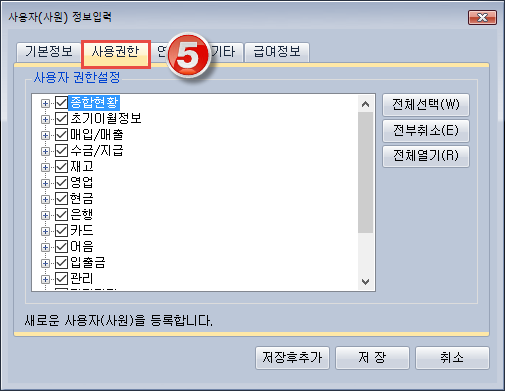 사용자(사원) 정보입력
기본정보 사용권한 5 기타 급여정보
사용자 권한설정
종합현황
초기이월정보
매입/매출
수금/지급
재고
영업
현금
은행
카드
어음
입출금
관리
전체선택(W)
전부취소(E)
전체열기(R)
새로운 사용자(사원)을 등록합니다.
저장후추가 저 장 취소